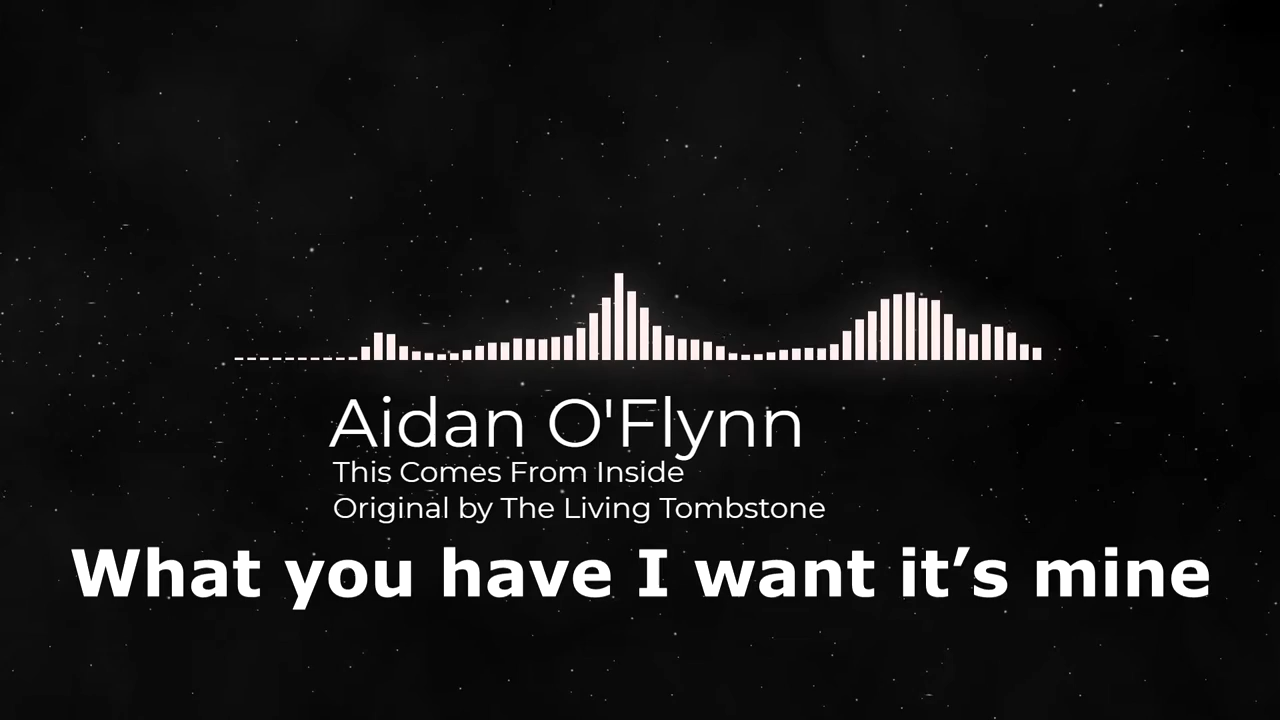 Aidan O'Flynn
This Comes From Inside
Original by The Living Tombstone
What you have I want it’s mine